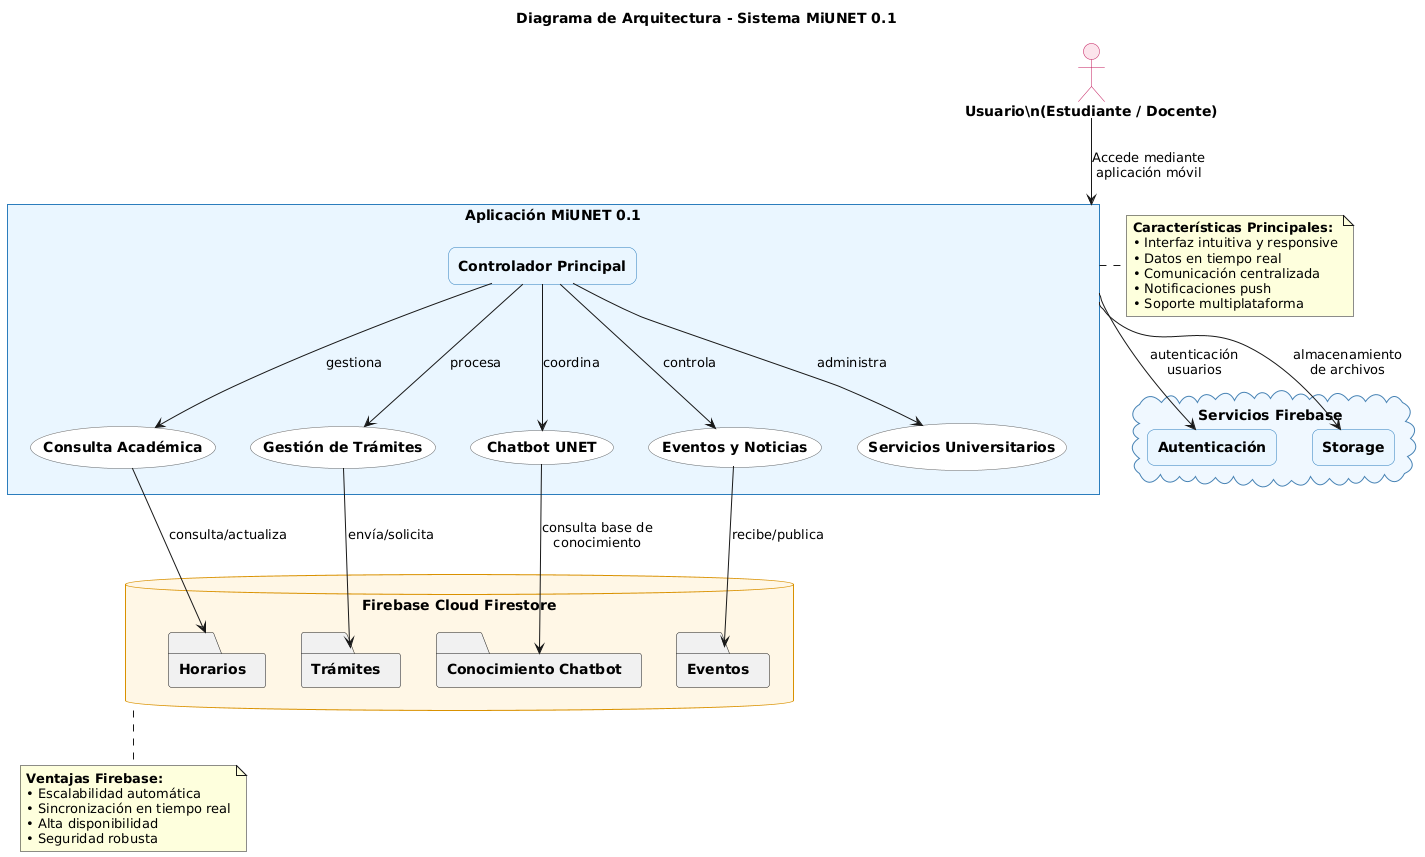 Diagrama de Arquitectura - Sistema MiUNET 0.1
Usuario\n(Estudiante / Docente)
Accede mediante
aplicación móvil
Aplicación MiUNET 0.1
Controlador Principal
Características Principales:
• Interfaz intuitiva y responsive
• Datos en tiempo real
• Comunicación centralizada
• Notificaciones push
• Soporte multiplataforma
gestiona
procesa
coordina
controla
administra
autenticación
usuarios
almacenamiento
de archivos
Consulta Académica
Gestión de Trámites
Chatbot UNET
Eventos y Noticias
Servicios Universitarios
Servicios Firebase
Autenticación
Storage
consulta/actualiza
envía/solicita
consulta base de
conocimiento
recibe/publica
Firebase Cloud Firestore
Horarios
Trámites
Conocimiento Chatbot
Eventos
Ventajas Firebase:
• Escalabilidad automática
• Sincronización en tiempo real
• Alta disponibilidad
• Seguridad robusta